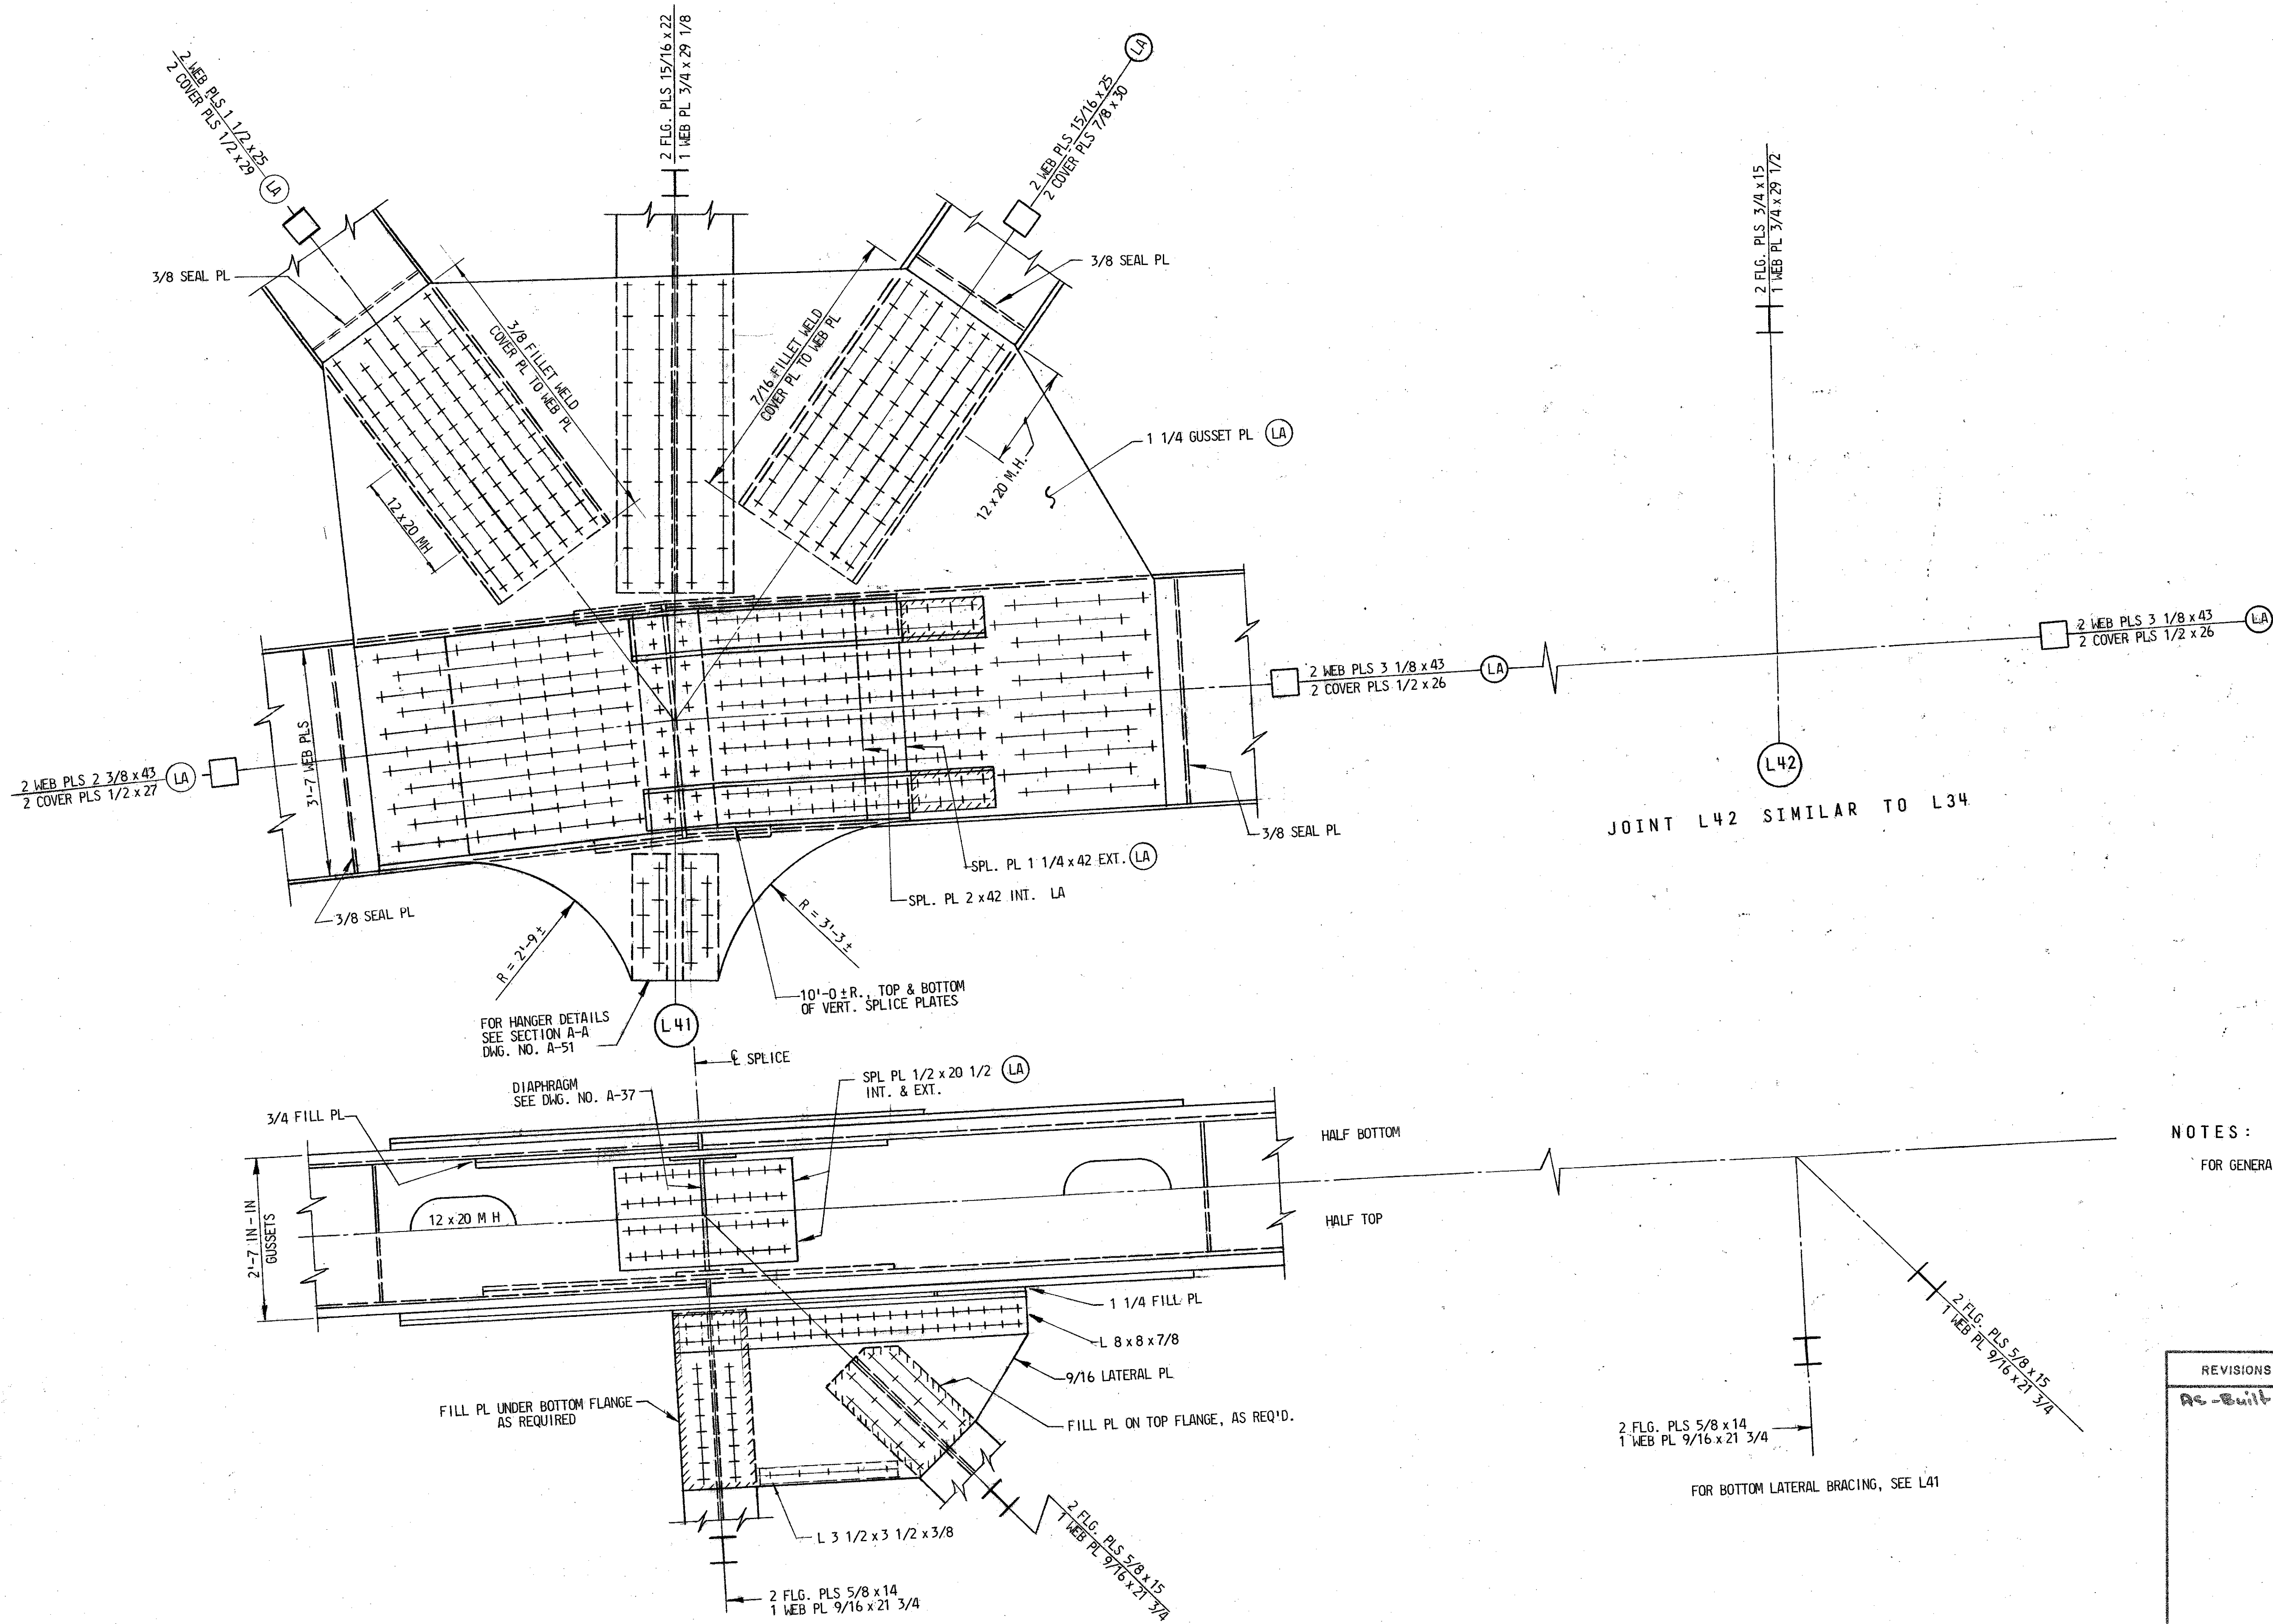 2 WEB PLS 1 1/2 x 25
2 COVER PLS 1/2 x 29
LA
2 FLG. PLS 15/16 x 22
1 WEB PL 3/4 x 29 1/8
LA
2 WEB PLS 15/16 x 25
2 COVER PLS 7/8 x 30
3/8 SEAL PL
3/8 SEAL PL
3/8 FILLET WELD
COVER PL TO WEB PL
7/16 FILLET WELD
COVER PL TO WEB PL
12 x 20 MH
12 x 20 M.H.
1 1/4 GUSSET PL LA
2 FLG. PLS 3/4 x 15
1 WEB PL 3/4 x 29 1/2
2 WEB PLS 3 1/8 x 43
2 COVER PLS 1/2 x 26
LA
2 WEB PLS 3 1/8 x 43
2 COVER PLS 1/2 x 26
LA
2 WEB PLS 2 3/8 x 43
2 COVER PLS 1/2 x 27
LA
3'-7 WEB PLS
L42
JOINT L42 SIMILAR TO L34
3/8 SEAL PL
3/8 SEAL PL
SPL. PL 1 1/4 x 42 EXT. LA
SPL. PL 2 x 42 INT. LA
R = 2'-9 ±
R = 3'-3 ±
10'-0 ± R., TOP & BOTTOM
OF VERT. SPLICE PLATES
FOR HANGER DETAILS
SEE SECTION A-A
DWG. NO. A-51
L41
℄ SPLICE
DIAPHRAGM
SEE DWG. NO. A-37
SPL PL 1/2 x 20 1/2 LA
INT. & EXT.
3/4 FILL PL
HALF BOTTOM
HALF TOP
12 x 20 M H
2'-7 IN-IN
GUSSETS
NOTES:
FOR GENERA
1 1/4 FILL PL
L 8 x 8 x 7/8
9/16 LATERAL PL
FILL PL ON TOP FLANGE, AS REQ'D.
FILL PL UNDER BOTTOM FLANGE
AS REQUIRED
L 3 1/2 x 3 1/2 x 3/8
2 FLG. PLS 5/8 x 14
1 WEB PL 9/16 x 21 3/4
2 FLG. PLS 5/8 x 15
1 WEB PL 9/16 x 21 3/4
2 FLG. PLS 5/8 x 15
1 WEB PL 9/16 x 21 3/4
2 FLG. PLS 5/8 x 14
1 WEB PL 9/16 x 21 3/4
FOR BOTTOM LATERAL BRACING, SEE L41
REVISIONS
As-Built